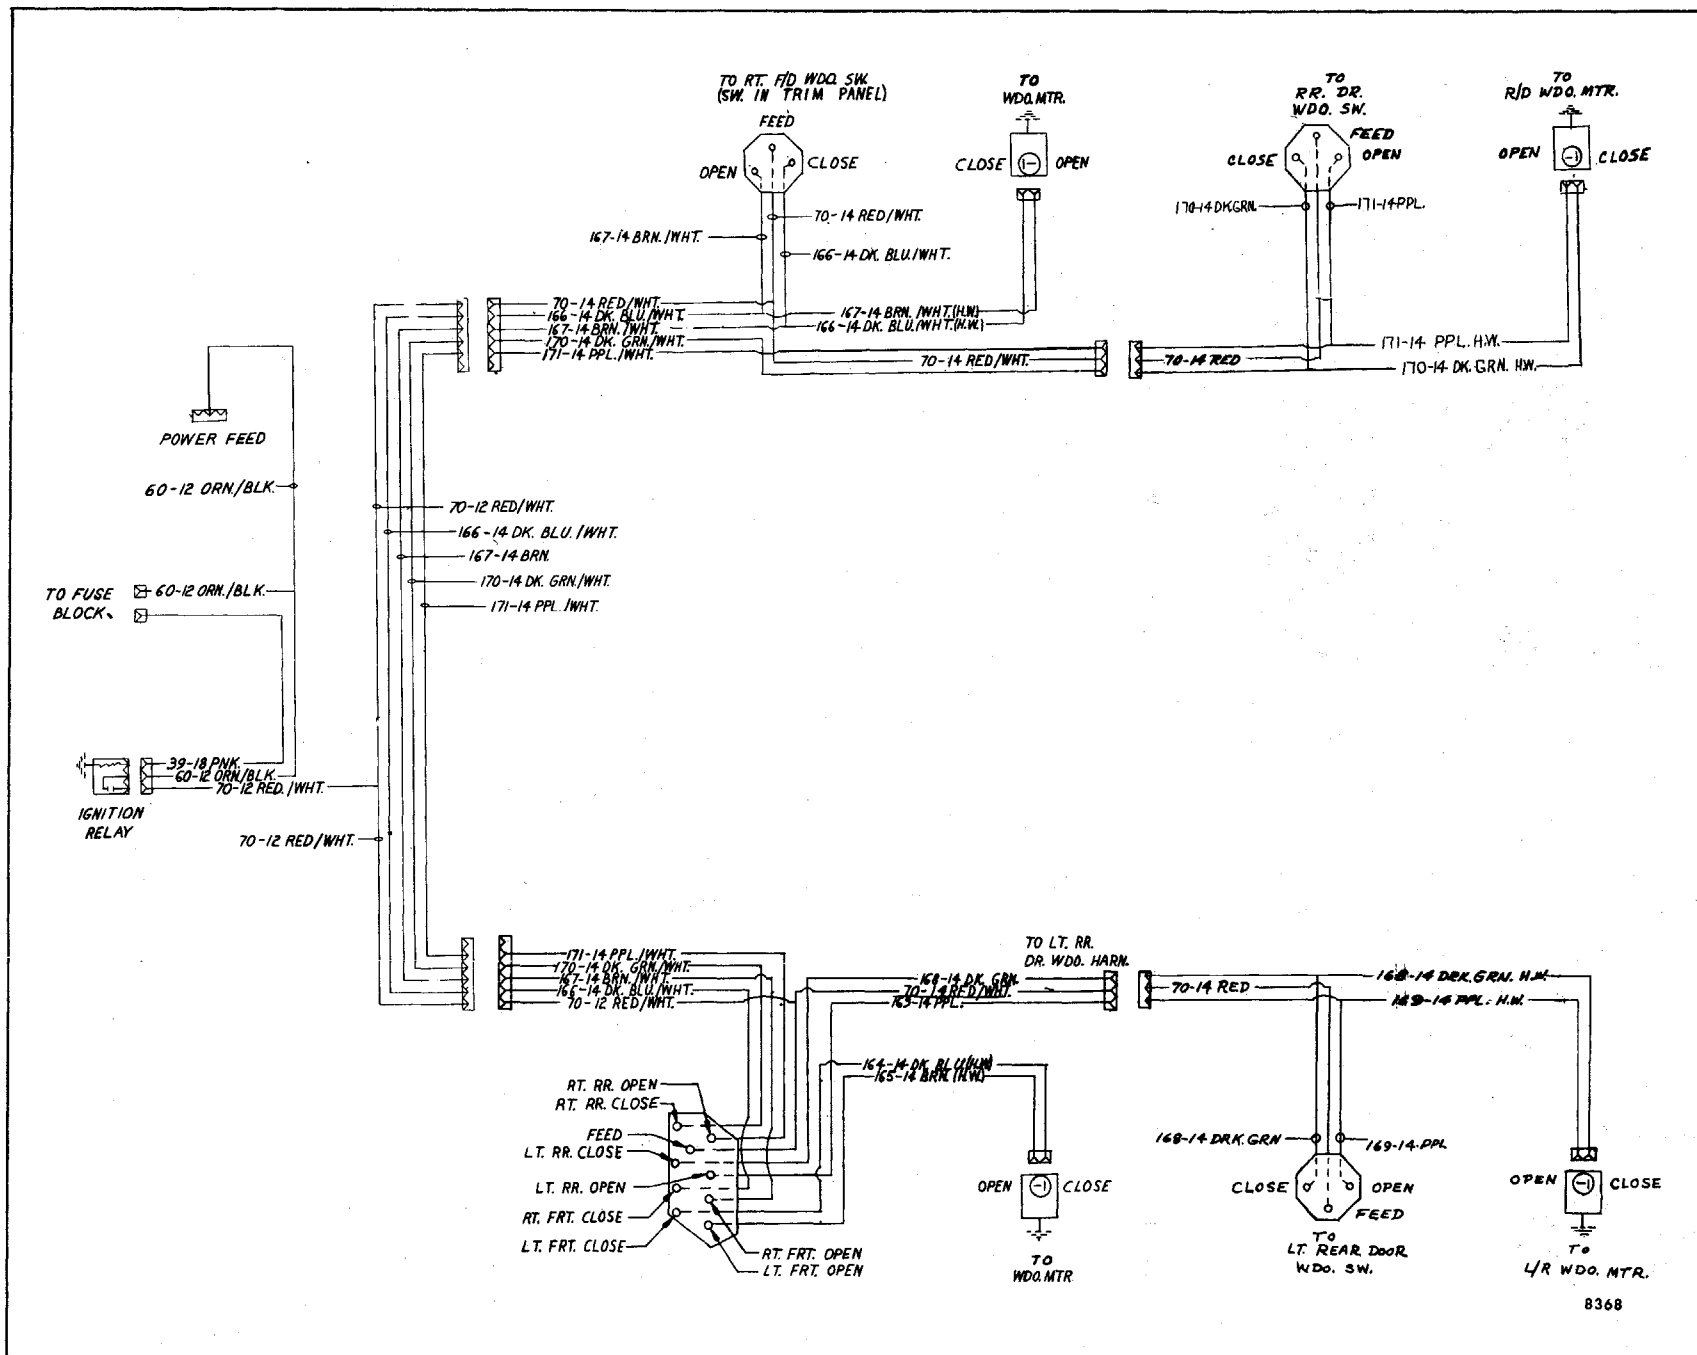 TO RT. F/D WDO. SW.
(SW. IN TRIM PANEL)
FEED
OPEN
CLOSE
TO
WDO. MTR.
CLOSE
OPEN
TO
RR. DR.
WDO. SW.
FEED
CLOSE
OPEN
TO
R/D WDO. MTR.
OPEN
CLOSE
70-14 RED/WHT.
167-14 BRN./WHT.
166-14 DK. BLU./WHT.
170-14 DK GRN.
171-14 PPL.
70-14 RED/WHT.
166-14 DK. BLU./WHT.
167-14 BRN./WHT.
170-14 DK. GRN./WHT.
171-14 PPL./WHT.
167-14 BRN. /WHT.(H.W.)
166-14 DK. BLU./WHT.(H.W.)
70-14 RED/WHT.
70-14 RED
171-14 PPL. H.W.
170-14 DK. GRN. H.W.
POWER FEED
60-12 ORN./BLK.
70-12 RED/WHT.
166-14 DK. BLU./WHT.
167-14 BRN.
170-14 DK. GRN./WHT.
171-14 PPL./WHT.
TO FUSE
BLOCK.
60-12 ORN./BLK.
39-18 PNK.
60-12 ORN./BLK.
70-12 RED./WHT.
IGNITION
RELAY
70-12 RED/WHT.
171-14 PPL./WHT.
170-14 DK. GRN./WHT.
167-14 BRN./WHT.
166-14 DK. BLU./WHT.
70-12 RED/WHT.
TO LT. RR.
DR. WDO. HARN.
168-14 DK. GRN.
70-14 RED/WHT.
169-14 PPL.
168-14 DRK. GRN. H.W.
70-14 RED
169-14 PPL. H.W.
164-14 DK. BLU(H.W)
165-14 BRN. (H.W.)
RT. RR. OPEN
RT. RR. CLOSE
FEED
LT. RR. CLOSE
LT. RR. OPEN
RT. FRT. CLOSE
LT. FRT. CLOSE
RT. FRT. OPEN
LT. FRT. OPEN
OPEN
CLOSE
TO
WDO. MTR
168-14 DRK. GRN
169-14-PPL
CLOSE
OPEN
FEED
TO
LT. REAR DOOR
WDO. SW.
OPEN
CLOSE
TO
L/R WDO. MTR.
8368